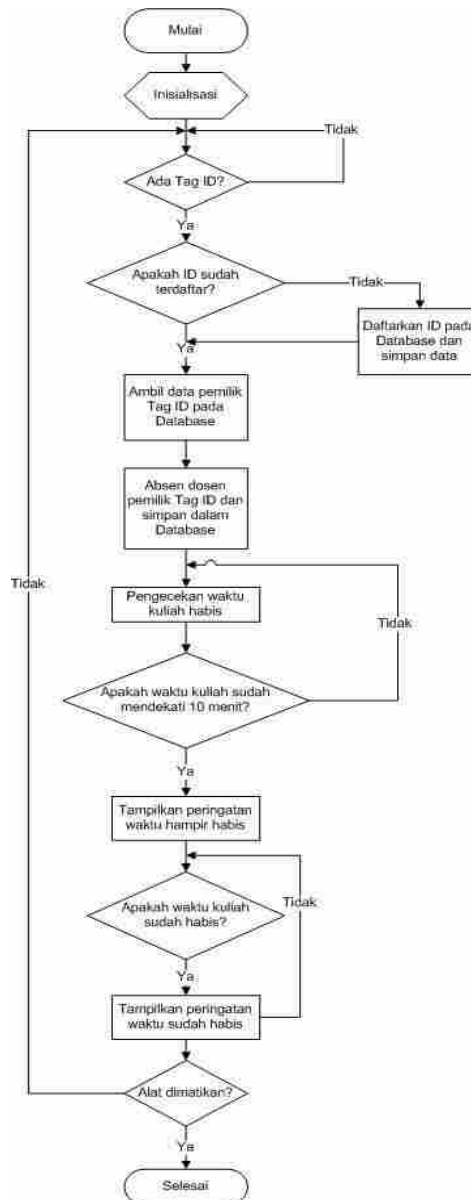 Mulai
Inisialisasi
Tidak
Ada Tag ID?
Ya
Apakah ID sudah
terdaftar?
Tidak
Daftarkan ID pada
Database dan
simpan data
Ya
Ambil data pemilik
Tag ID pada
Database
Absen dosen
pemilik Tag ID dan
simpan dalam
Database
Tidak
Pengecekan waktu
kuliah habis
Tidak
Apakah waktu kuliah sudah
mendekati 10 menit?
Ya
Tampilkan peringatan
waktu hampir habis
Tidak
Apakah waktu kuliah
sudah habis?
Ya
Tampilkan peringatan
waktu sudah habis
Alat dimatikan?
Ya
Selesai